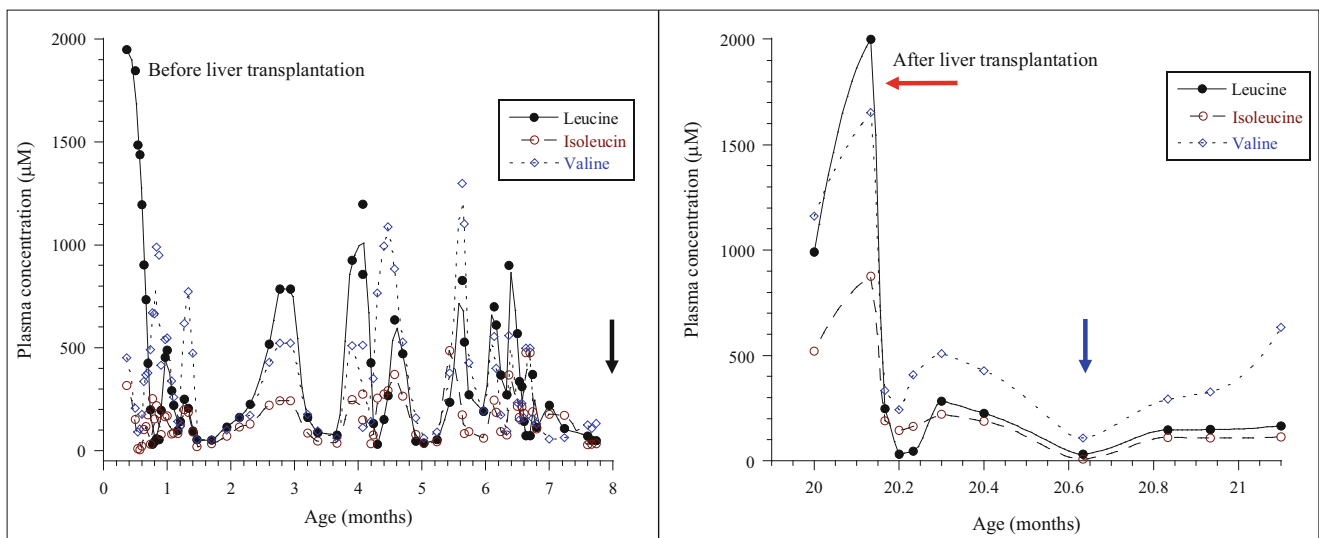 2000
1500
1000
500
0
Plasma concentration (µM)
Before liver transplantation
Leucine
Isoleucin
Valine
0 1 2 3 4 5 6 7 8
Age (months)
2000
1500
1000
500
0
Plasma concentration (µM)
After liver transplantation
Leucine
Isoleucine
Valine
20 20.2 20.4 20.6 20.8 21
Age (months)